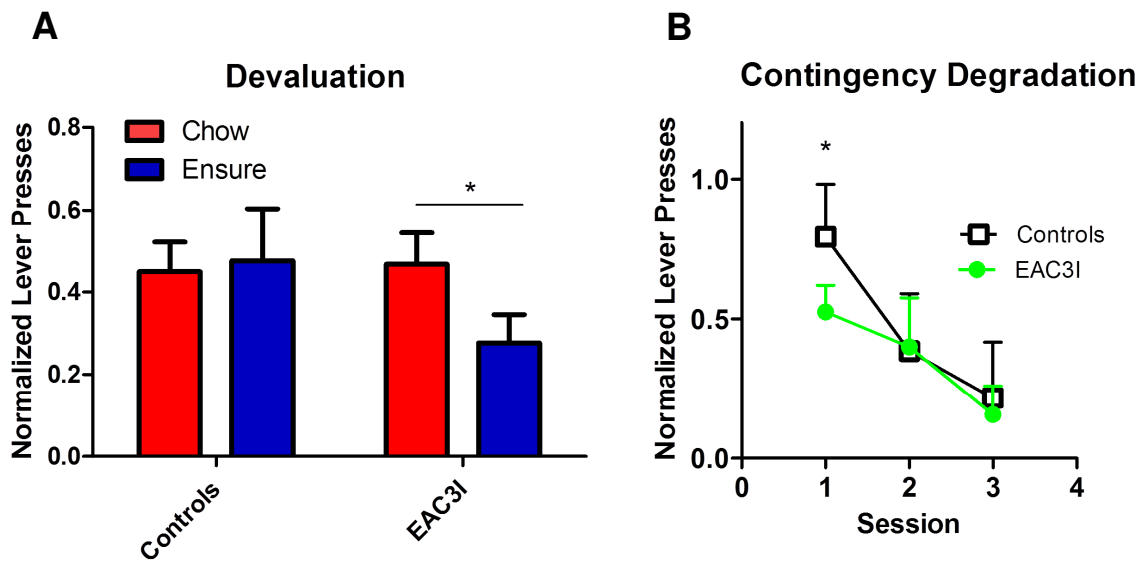 A
Devaluation
Normalized Lever Presses
0.8
0.6
0.4
0.2
0.0
Chow
Ensure
*
Controls
EAC3I
B
Contingency Degradation
Normalized Lever Presses
1.0
0.5
0.0
*
Controls
EAC3I
0 1 2 3 4
Session